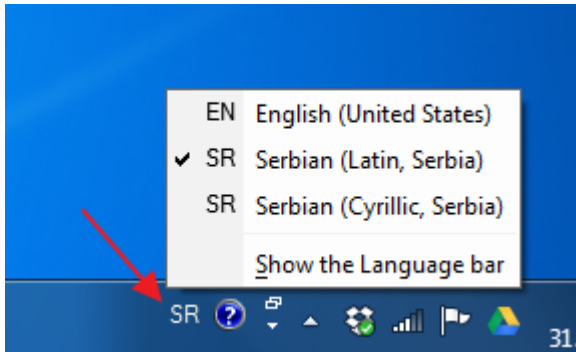 EN English (United States)
✔ SR Serbian (Latin, Serbia)
SR Serbian (Cyrillic, Serbia)
Show the Language bar
SR ? 31.